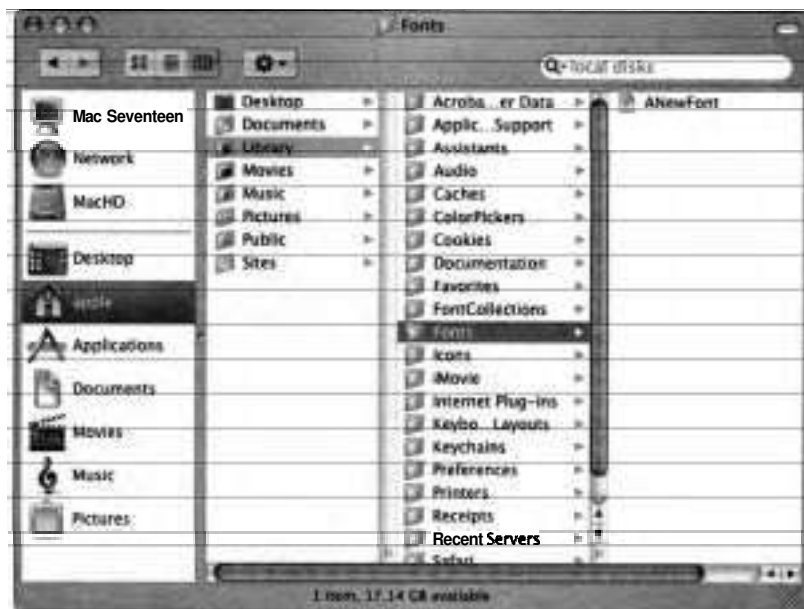 Fonts
local disks
Mac Seventeen
Network
MacHD
Desktop
apple
Applications
Documents
Movies
Music
Pictures
Desktop
Documents
Library
Movies
Music
Pictures
Public
Sites
Acroba...er Data
Applic...Support
Assistants
Audio
Caches
ColorPickers
Cookies
Documentation
Favorites
FontCollections
Fonts
Icons
iMovie
Internet Plug-Ins
Keybo...Layouts
Keychains
Preferences
Printers
Receipts
Recent Servers
Safari
ANewFont
1 item, 17.14 GB available